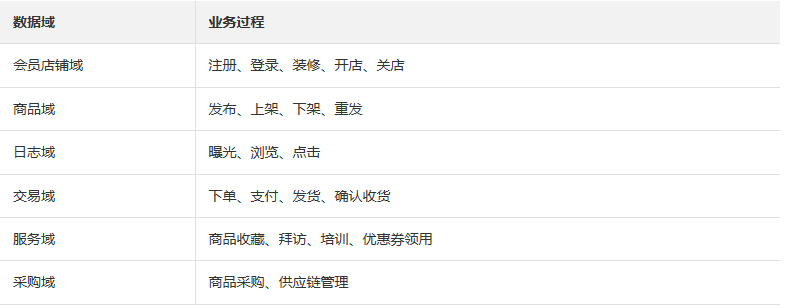 数据域 业务过程
会员店铺域 注册、登录、装修、开店、关店
商品域 发布、上架、下架、重发
日志域 曝光、浏览、点击
交易域 下单、支付、发货、确认收货
服务域 商品收藏、拜访、培训、优惠券领用
采购域 商品采购、供应链管理